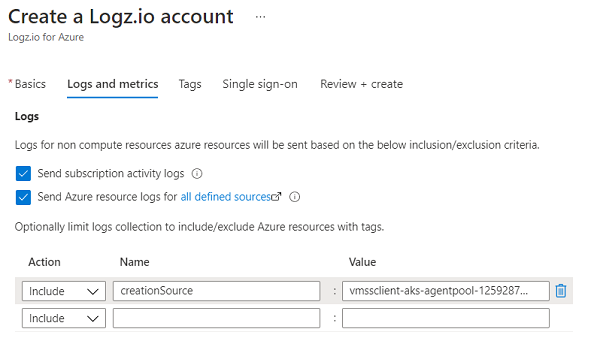 Create a Logz.io account ...
Logz.io for Azure
* Basics Logs and metrics Tags Single sign-on Review + create
Logs
Logs for non compute resources azure resources will be sent based on the below inclusion/exclusion criteria.
Send subscription activity logs
Send Azure resource logs for all defined sources
Optionally limit logs collection to include/exclude Azure resources with tags.
Action Name Value
Include creationSource : vmssclient-aks-agentpool-1259287...
Include :